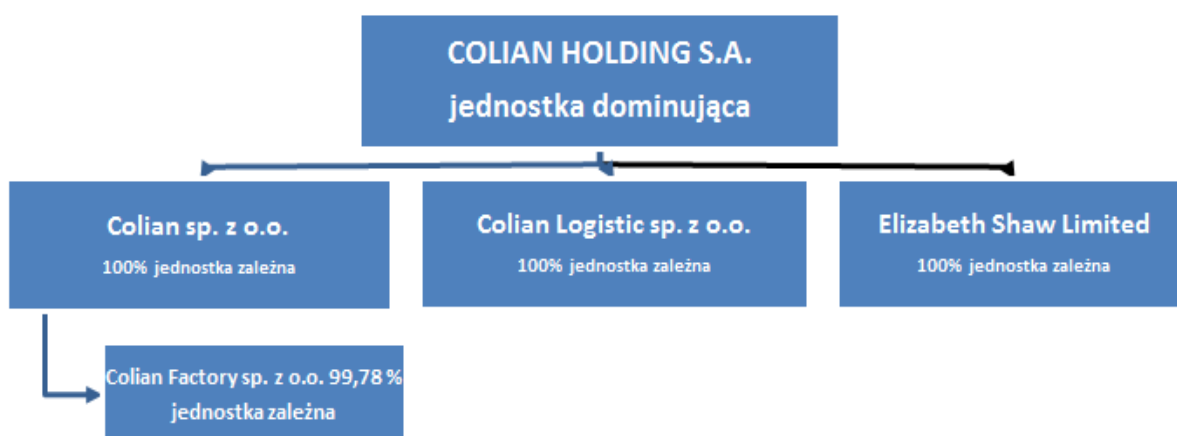 COLIAN HOLDING S.A.
jednostka dominująca
Colian sp. z o.o.
100% jednostka zależna
Colian Logistic sp. z o.o.
100% jednostka zależna
Elizabeth Shaw Limited
100% jednostka zależna
Colian Factory sp. z o.o. 99,78 %
jednostka zależna